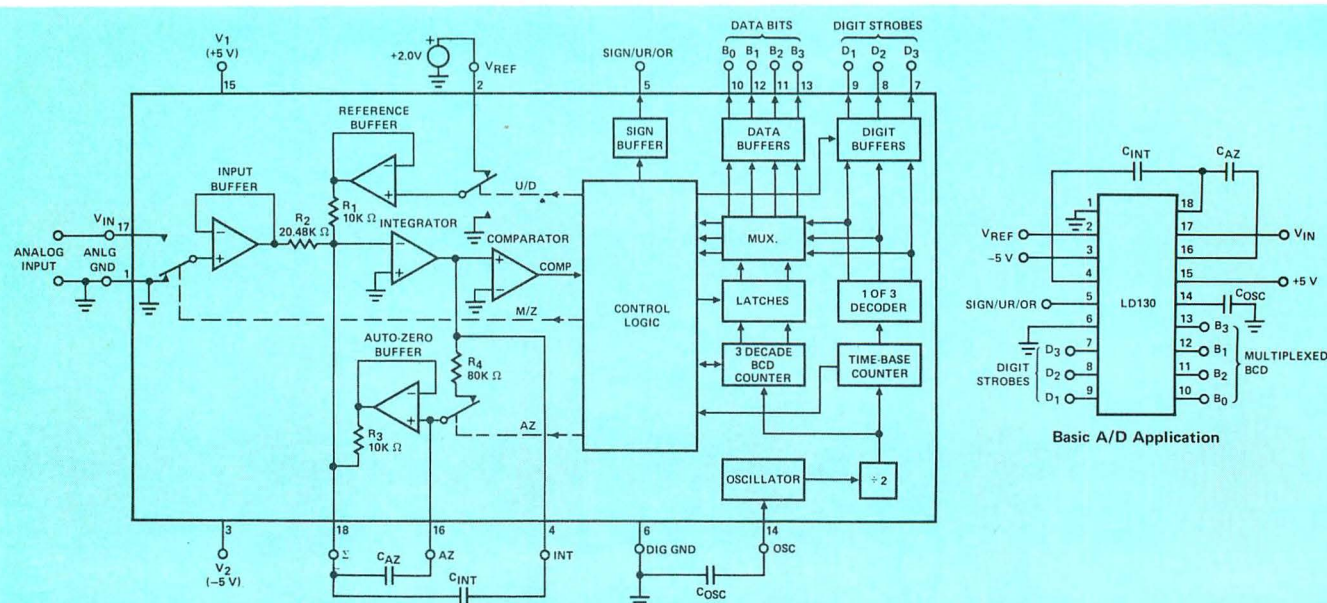 DATA BITS
DIGIT STROBES
V1
(+5 V)
+
+2.0V
VREF
SIGN/UR/OR
B0 B1 B2 B3
D1 D2 D3
15
2
5
10 12 11 13
9 8 7
REFERENCE
BUFFER
SIGN
BUFFER
DATA
BUFFERS
DIGIT
BUFFERS
INPUT
BUFFER
U/D
R1
10K Ω
INTEGRATOR
COMPARATOR
VIN 17
R2
20.48K Ω
ANALOG
INPUT
ANLG
GND
1
COMP
CONTROL
LOGIC
MUX.
M/Z
LATCHES
1 OF 3
DECODER
AUTO-ZERO
BUFFER
R4
80K Ω
3 DECADE
BCD
COUNTER
TIME-BASE
COUNTER
R3
10K Ω
AZ
OSCILLATOR
÷ 2
3
18
16
4
6
14
V2
(−5 V)
Σ
AZ
INT
DIG GND
OSC
CAZ
CINT
COSC
CINT
CAZ
1
18
VREF
2
17
VIN
−5 V
3
16
4
15
+5 V
SIGN/UR/OR
5
LD130
14
COSC
6
13
B3
D3
7
12
B1
MULTIPLEXED
BCD
DIGIT
STROBES
D2
8
11
B2
D1
9
10
B0
Basic A/D Application